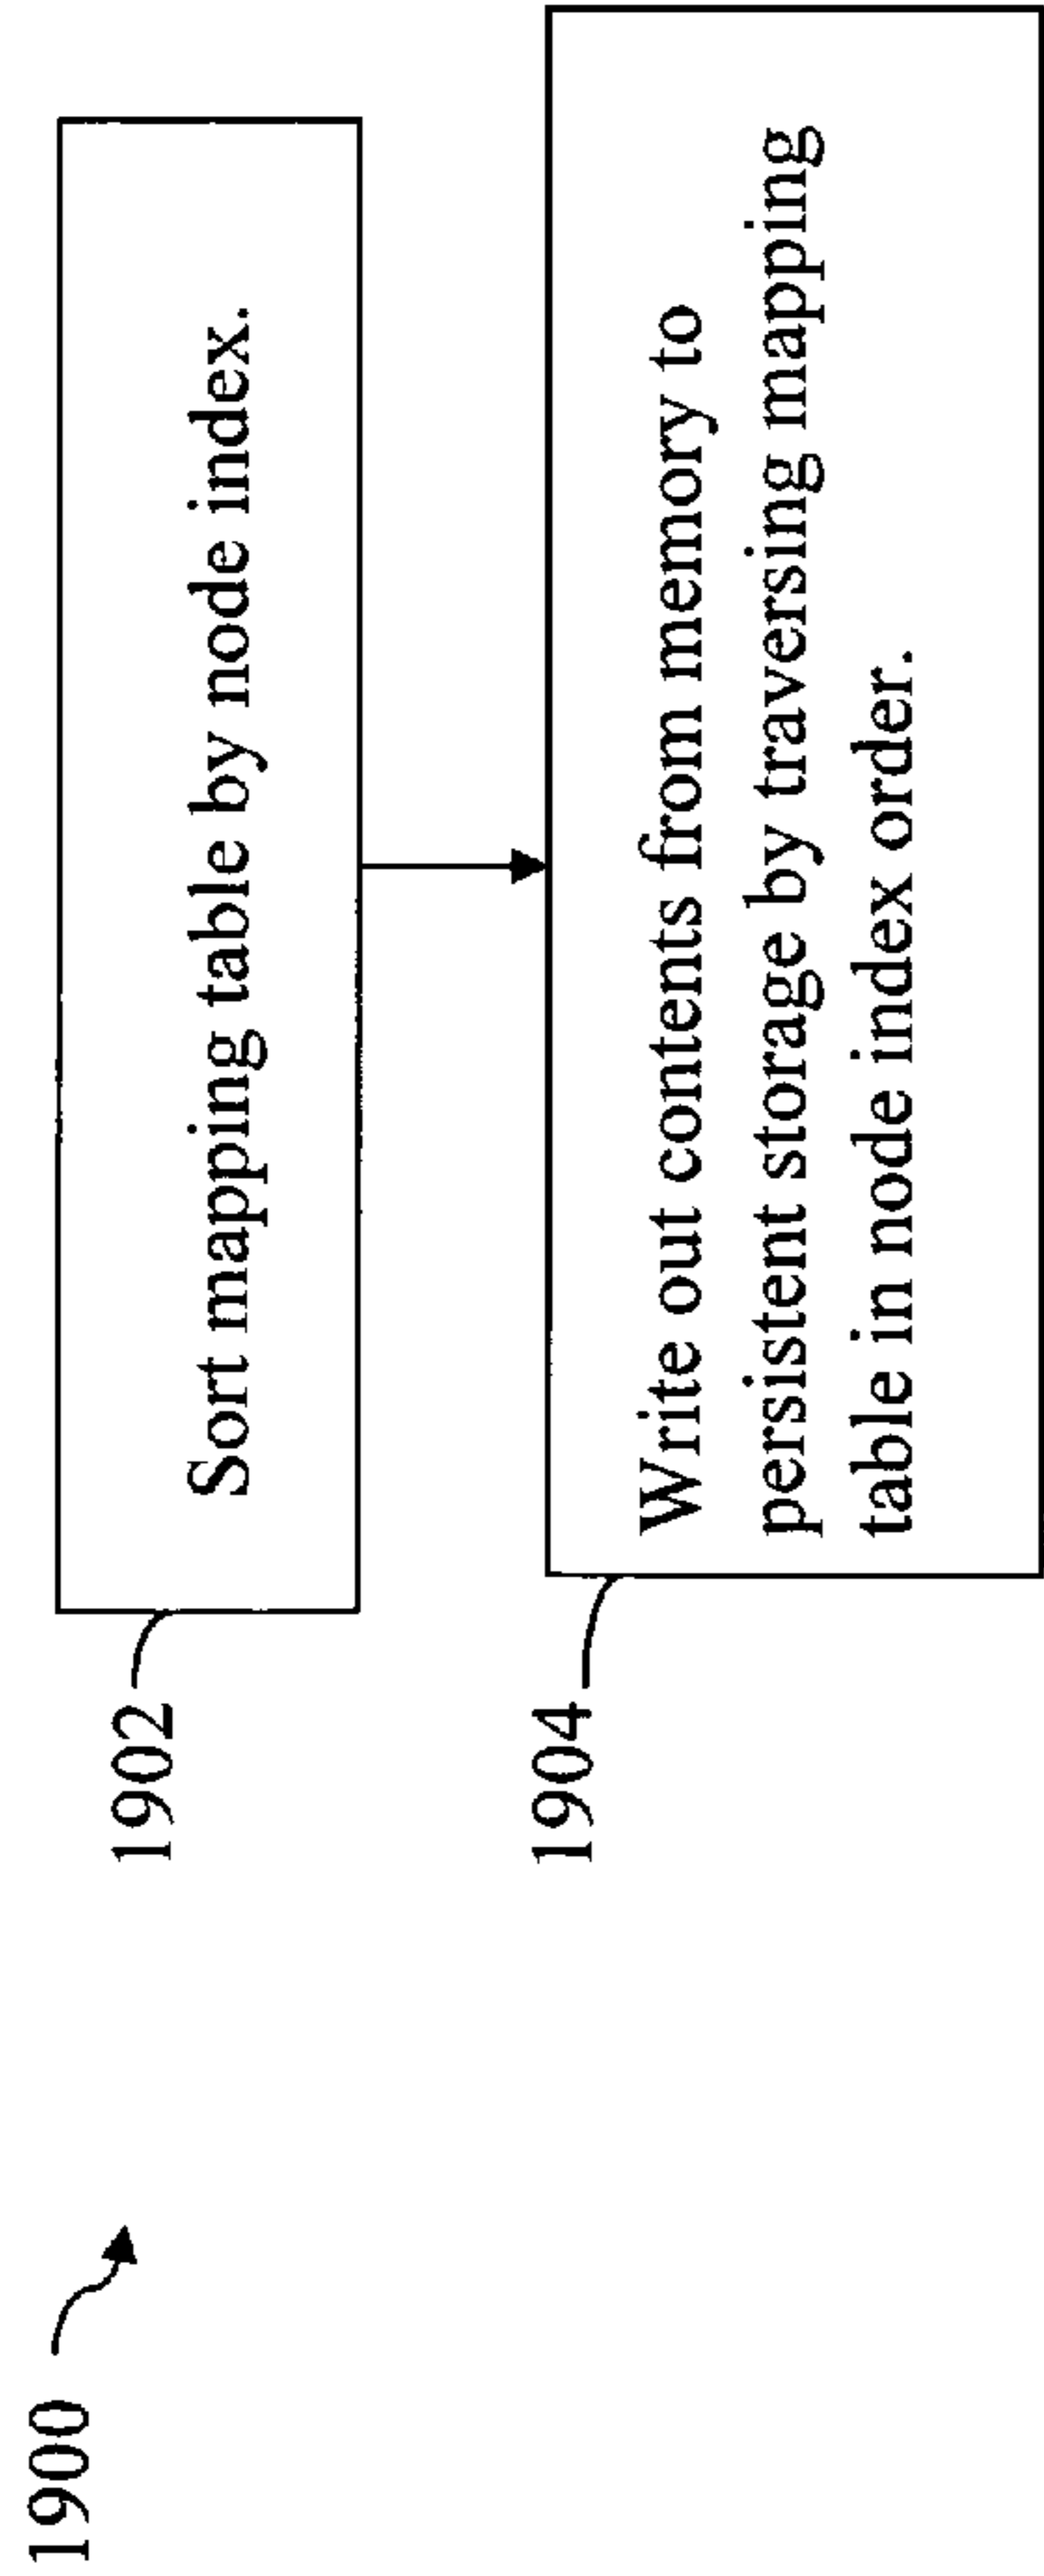 1900
1902
Sort mapping table by node index.
1904
Write out contents from memory to
persistent storage by traversing mapping
table in node index order.